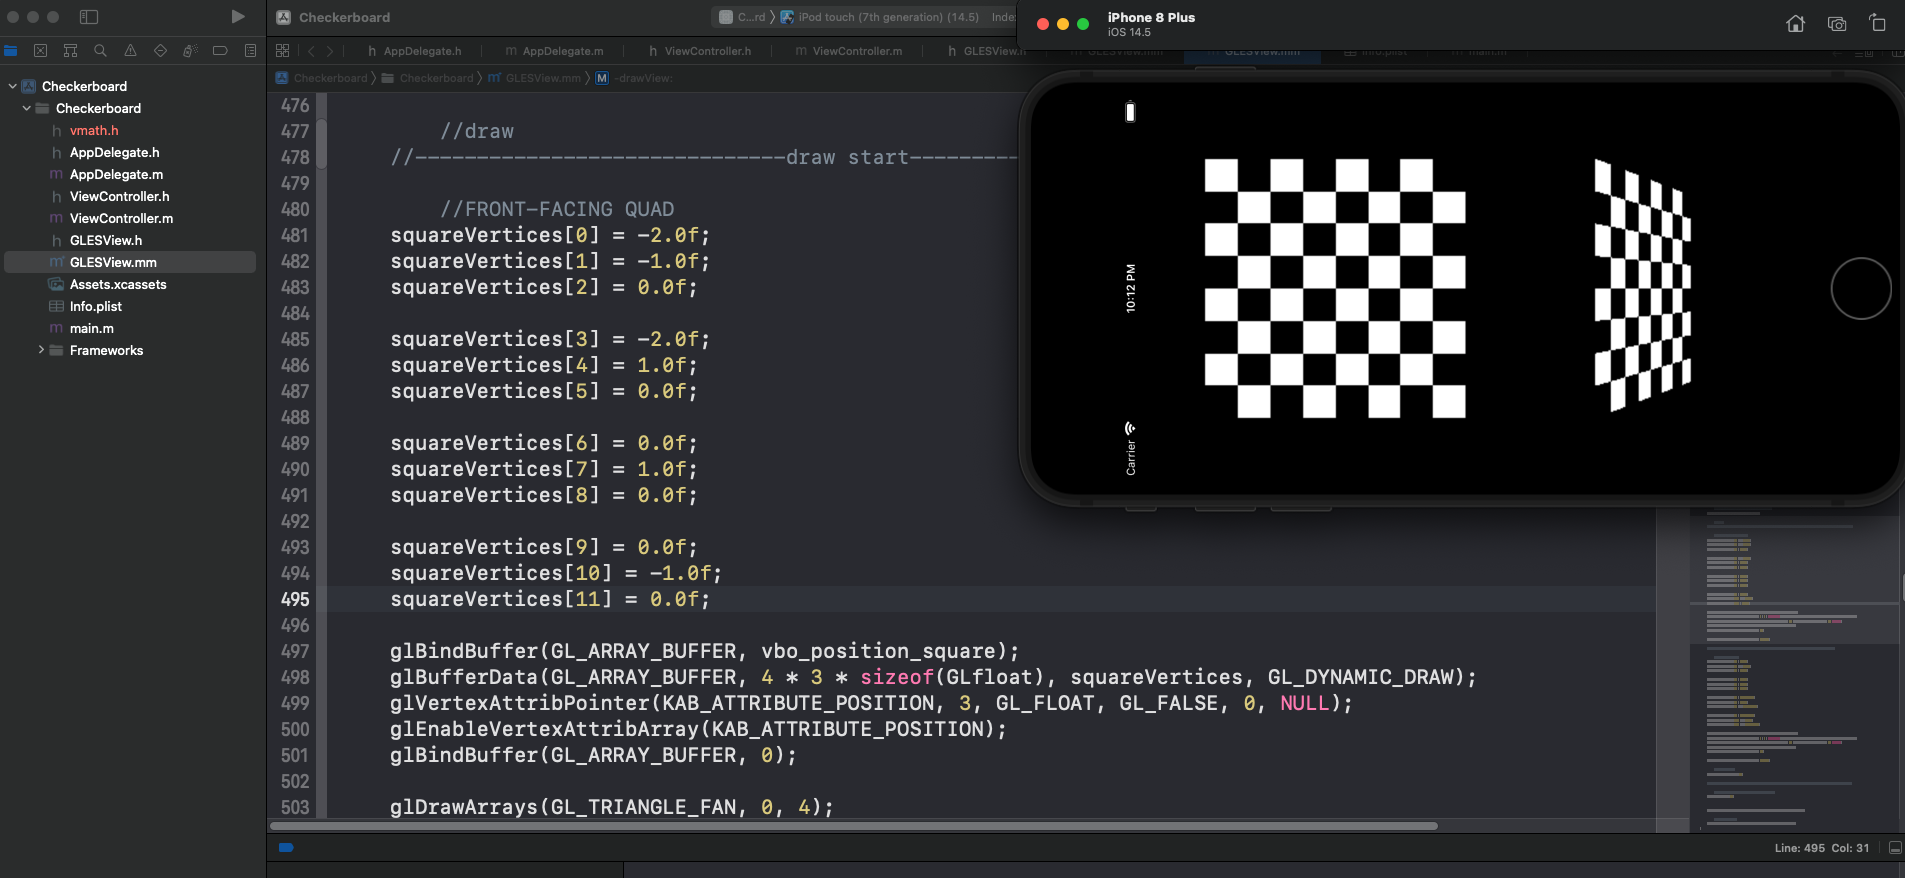 Checkerboard
C...rd 〉 iPod touch (7th generation) (14.5)
iPhone 8 Plus
iOS 14.5
AppDelegate.h
AppDelegate.m
ViewController.h
ViewController.m
GLESView.h
GLESView.mm
GLESView.mm
Info.plist
main.m
Checkerboard 〉 Checkerboard 〉 GLESView.mm 〉 M -drawView:
Checkerboard
Checkerboard
vmath.h
AppDelegate.h
AppDelegate.m
ViewController.h
ViewController.m
GLESView.h
GLESView.mm
Assets.xcassets
Info.plist
main.m
Frameworks
476
477 //draw
478 //------------------------------draw start---------
479
480 //FRONT-FACING QUAD
481 squareVertices[0] = -2.0f;
482 squareVertices[1] = -1.0f;
483 squareVertices[2] = 0.0f;
484
485 squareVertices[3] = -2.0f;
486 squareVertices[4] = 1.0f;
487 squareVertices[5] = 0.0f;
488
489 squareVertices[6] = 0.0f;
490 squareVertices[7] = 1.0f;
491 squareVertices[8] = 0.0f;
492
493 squareVertices[9] = 0.0f;
494 squareVertices[10] = -1.0f;
495 squareVertices[11] = 0.0f;
496
497 glBindBuffer(GL_ARRAY_BUFFER, vbo_position_square);
498 glBufferData(GL_ARRAY_BUFFER, 4 * 3 * sizeof(GLfloat), squareVertices, GL_DYNAMIC_DRAW);
499 glVertexAttribPointer(KAB_ATTRIBUTE_POSITION, 3, GL_FLOAT, GL_FALSE, 0, NULL);
500 glEnableVertexAttribArray(KAB_ATTRIBUTE_POSITION);
501 glBindBuffer(GL_ARRAY_BUFFER, 0);
502
503 glDrawArrays(GL_TRIANGLE_FAN, 0, 4);
10:12 PM
Carrier
Line: 495 Col: 31